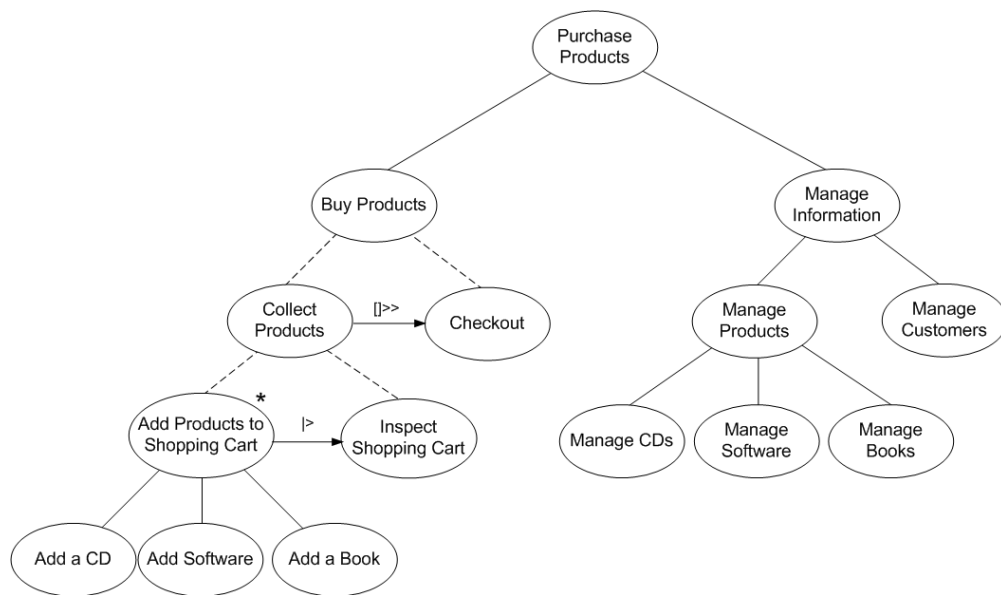 Purchase
Products
Buy Products
Manage
Information
Collect
Products
[]>>
Checkout
Manage
Products
Manage
Customers
Add Products to
Shopping Cart
*
|>
Inspect
Shopping Cart
Manage CDs
Manage
Software
Manage
Books
Add a CD
Add Software
Add a Book